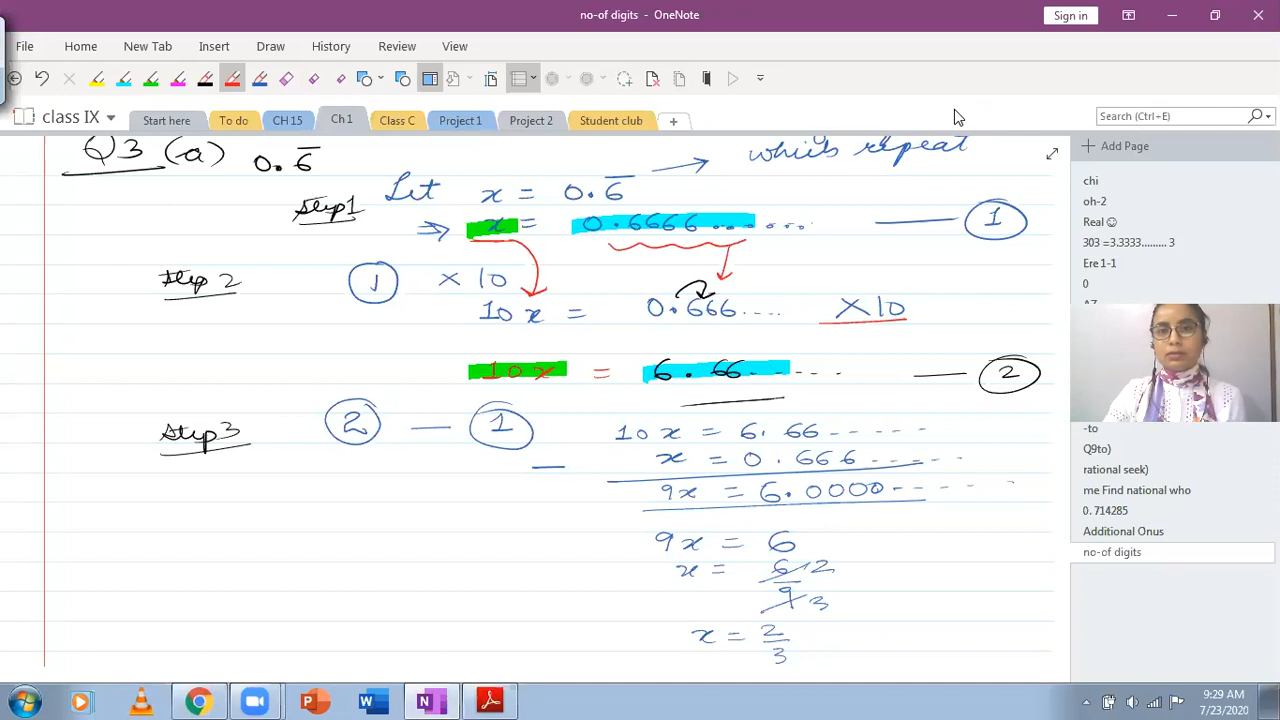 no-of digits - OneNote
Sign in
File Home New Tab Insert Draw History Review View
class IX
Start here To do CH 15 Ch 1 Class C Project 1 Project 2 Student club
Search (Ctrl+E)
Add Page
chi
oh-2
Real ☺
303 =3.3333......... 3
Ere 1-1
0
-to
Q9to)
rational seek)
me Find national who
0. 714285
Additional Onus
no-of digits
Q3 (a) 0.6̅ → which repeat
Let x = 0.6̅
Step1
⇒ x = 0.6666.......... — 1
Step 2 1 × 10
10x = 0.666.... ×10
10x = 6.66......... — 2
Step3 2 — 1 10x = 6.66------
— x = 0.666------
9x = 6.0000------
9x = 6
x = 6 2
9 3
x = 2
3
9:29 AM
7/23/2020